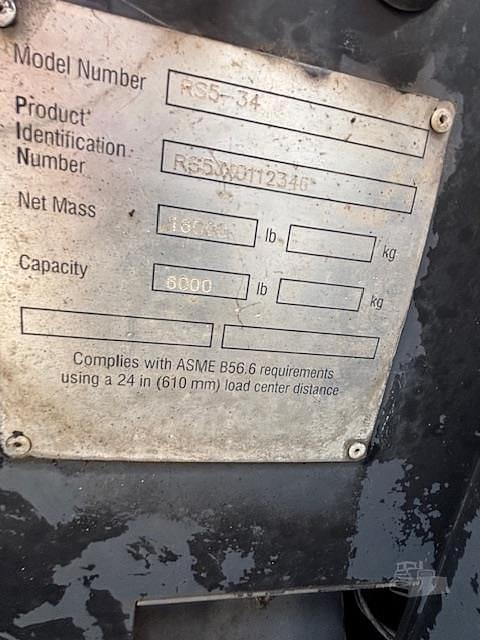 Model Number RS5-34
Product
Identification
Number RS5JX0112346
Net Mass lb kg
Capacity 6000 lb kg
Complies with ASME B56.6 requirements
using a 24 in (610 mm) load center distance